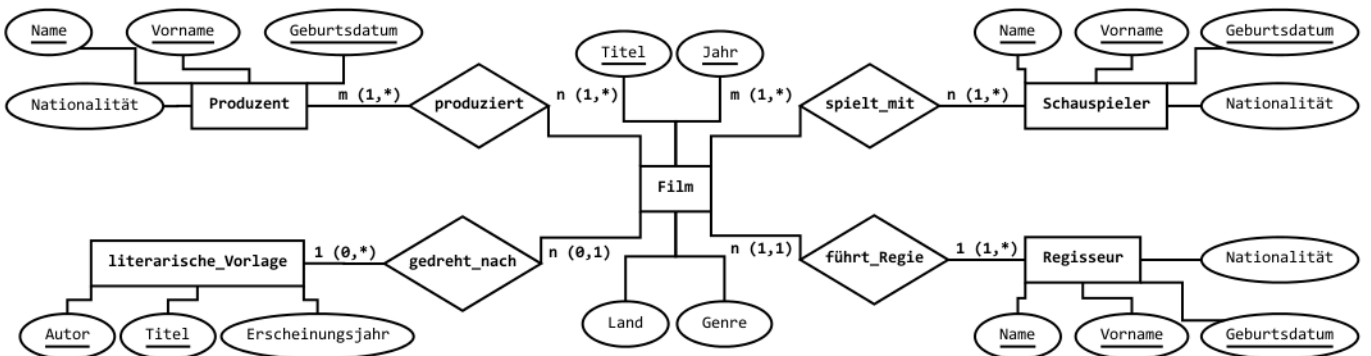 Name
Vorname
Geburtsdatum
Nationalität
Produzent
m (1,*)
produziert
n (1,*)
Titel
Jahr
m (1,*)
spielt_mit
n (1,*)
Schauspieler
Name
Vorname
Geburtsdatum
Nationalität
Film
literarische_Vorlage
1 (0,*)
gedreht_nach
n (0,1)
Autor
Titel
Erscheinungsjahr
Land
Genre
n (1,1)
führt_Regie
1 (1,*)
Regisseur
Nationalität
Name
Vorname
Geburtsdatum